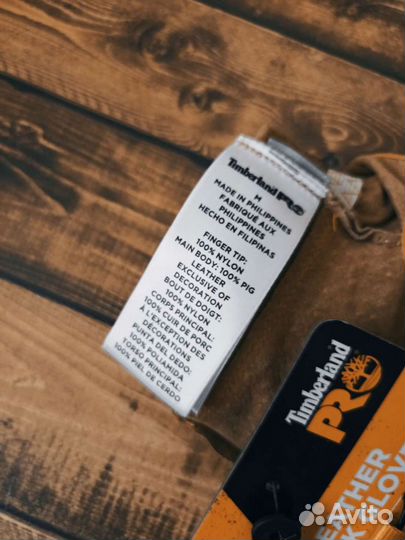 Timberland PRO
M
MADE IN PHILIPPINES
FABRIQUÉ AUX
PHILIPPINES
HECHO EN FILIPINAS
FINGER TIP:
100% NYLON
MAIN BODY: 100% PIG
LEATHER
EXCLUSIVE OF
DECORATION
BOUT DE DOIGT:
100% NYLON
CORPS PRINCIPAL:
100% CUIR DE PORC
À L'EXCEPTION DES
DÉCORATIONS
PUNTA DEL DEDO:
100% POLIAMIDA
TORSO PRINCIPAL:
100% PIEL DE CERDO
Timberland
PRO
Avito